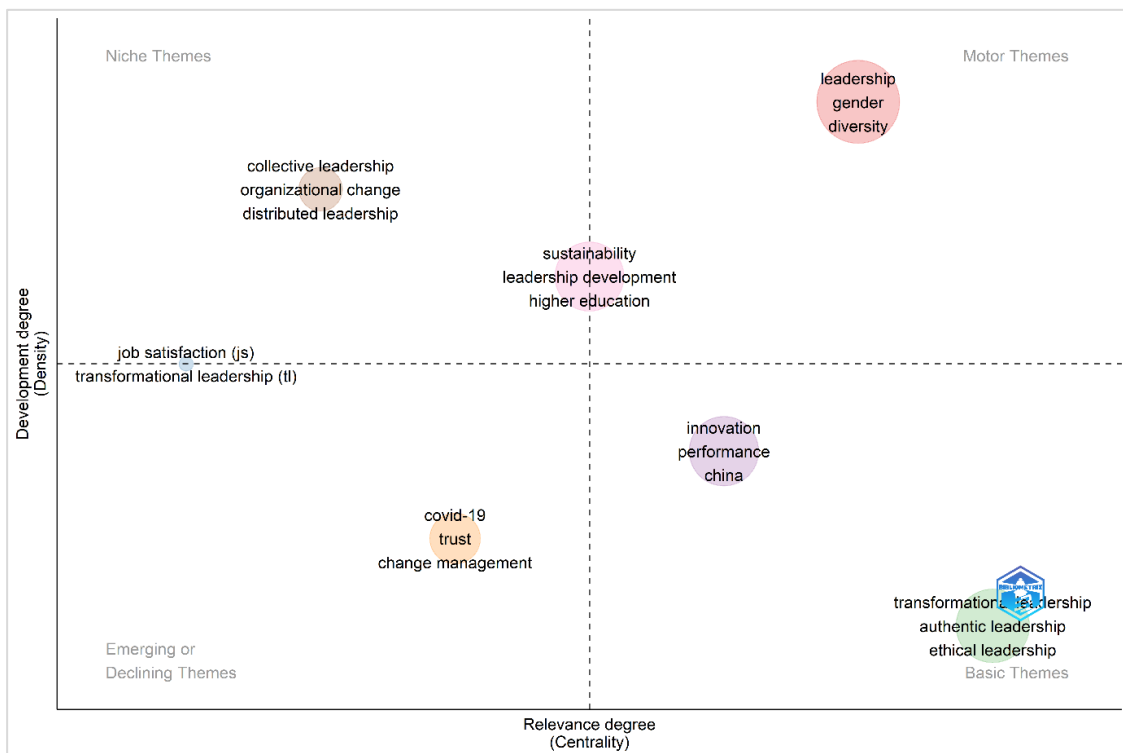 Niche Themes
Motor Themes
leadership
gender
diversity
collective leadership
organizational change
distributed leadership
sustainability
leadership development
higher education
job satisfaction (js)
transformational leadership (tl)
innovation
performance
china
covid-19
trust
change management
transformational leadership
authentic leadership
ethical leadership
Emerging or
Declining Themes
Basic Themes
Development degree
(Density)
Relevance degree
(Centrality)
BIBLIOMETRIX